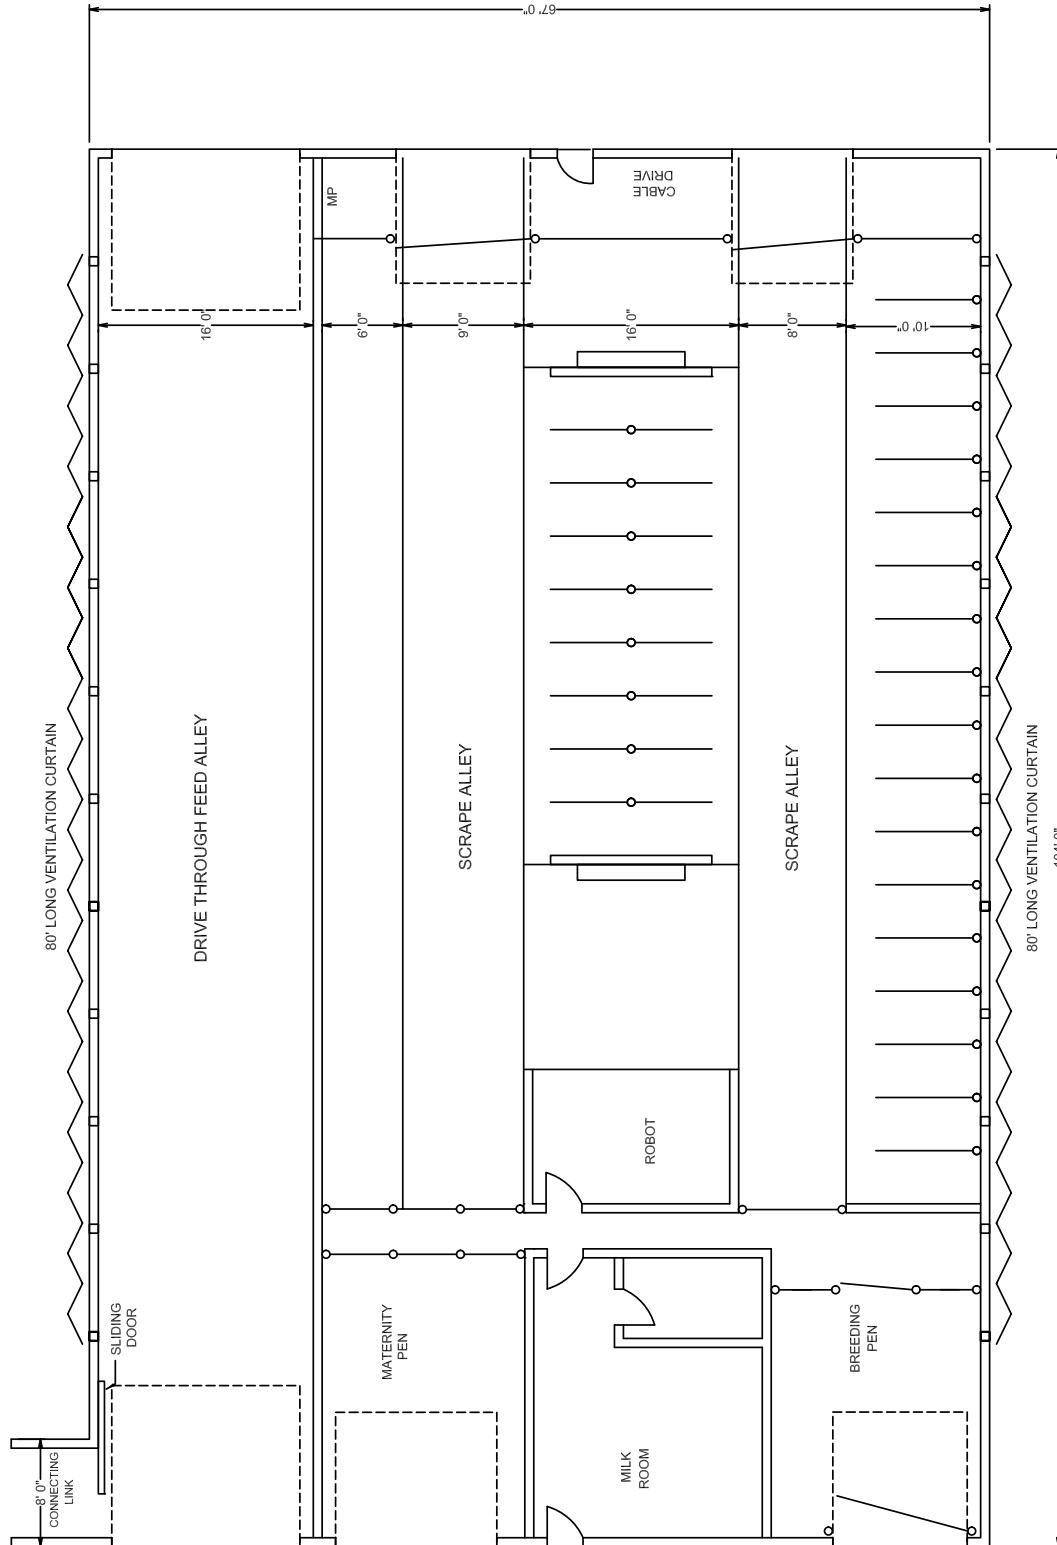 67' 0"
CABLE
DRIVE
MP
16' 0"
6' 0"
9' 0"
16' 0"
8' 0"
10' 0"
80' LONG VENTILATION CURTAIN
DRIVE THROUGH FEED ALLEY
SCRAPE ALLEY
SCRAPE ALLEY
80' LONG VENTILATION CURTAIN
ROBOT
SLIDING
DOOR
MATERNITY
PEN
BREEDING
PEN
MILK
ROOM
8' 0"
CONNECTING
LINK